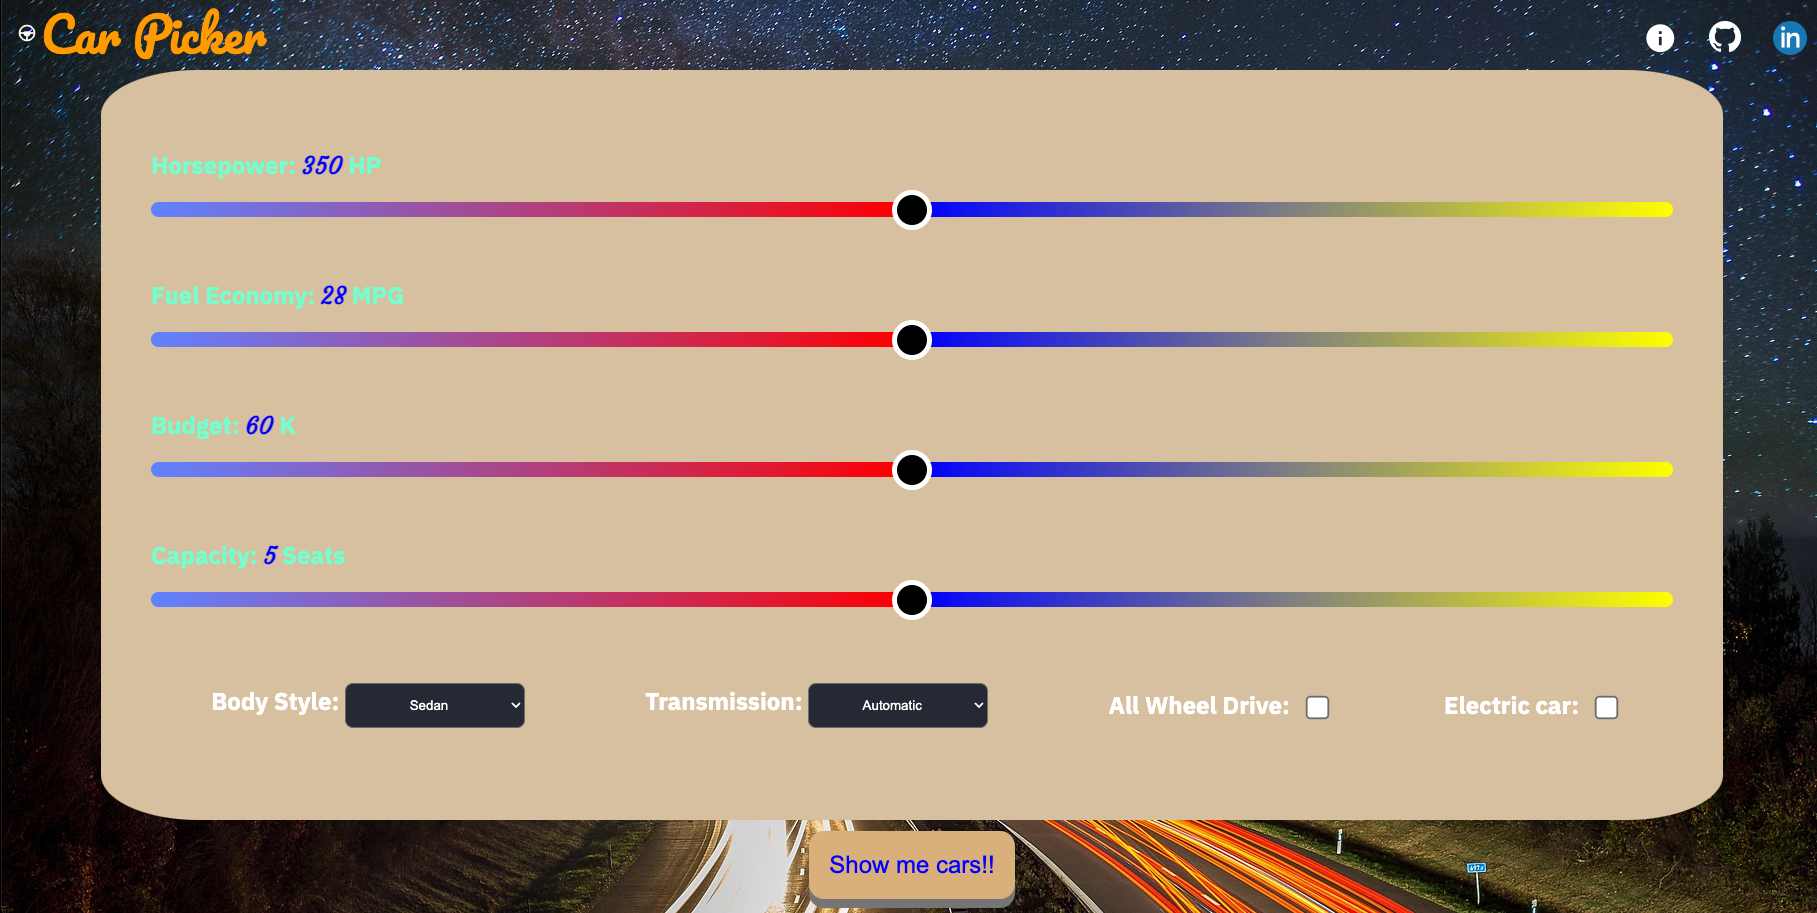 Car Picker
Horsepower: 350 HP
Fuel Economy: 28 MPG
Budget: 60 K
Capacity: 5 Seats
Body Style: Sedan
Transmission: Automatic
All Wheel Drive:
Electric car:
Show me cars!!
in